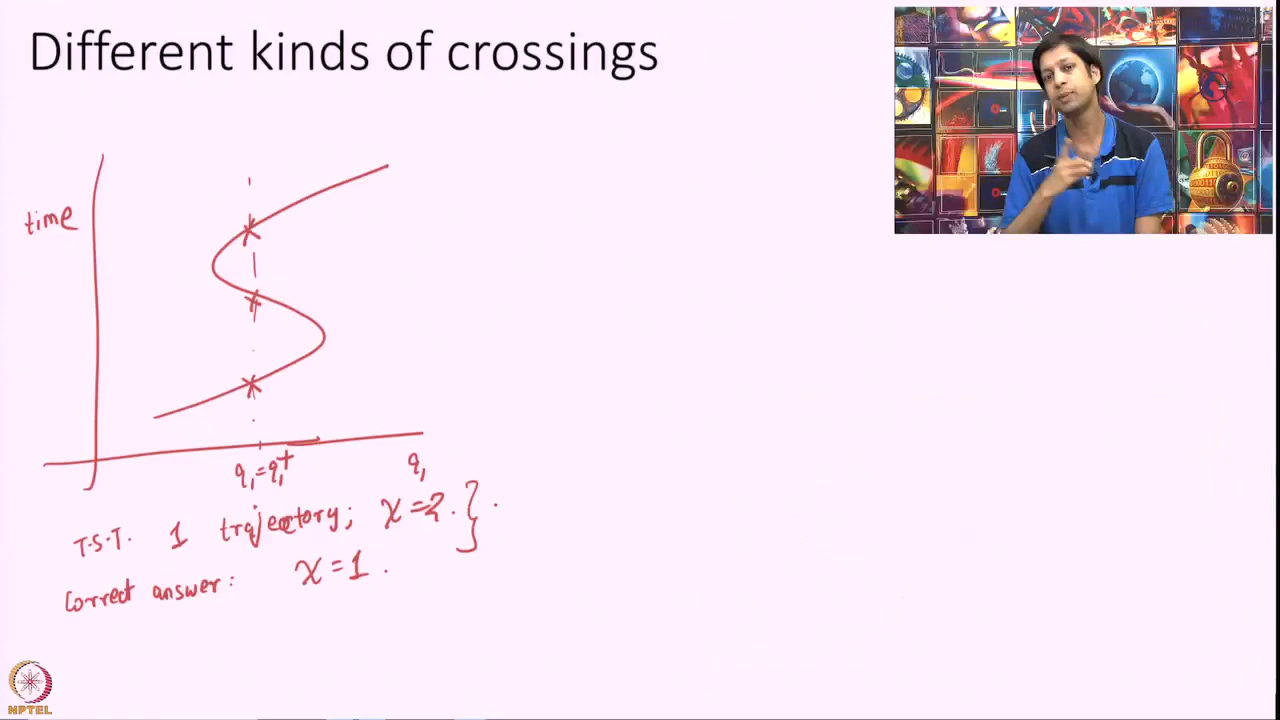 Different kinds of crossings
time
q₁=q₁‡
q₁
T.S.T. 1 trajectory; χ=2.
Correct answer: χ=1.
NPTEL